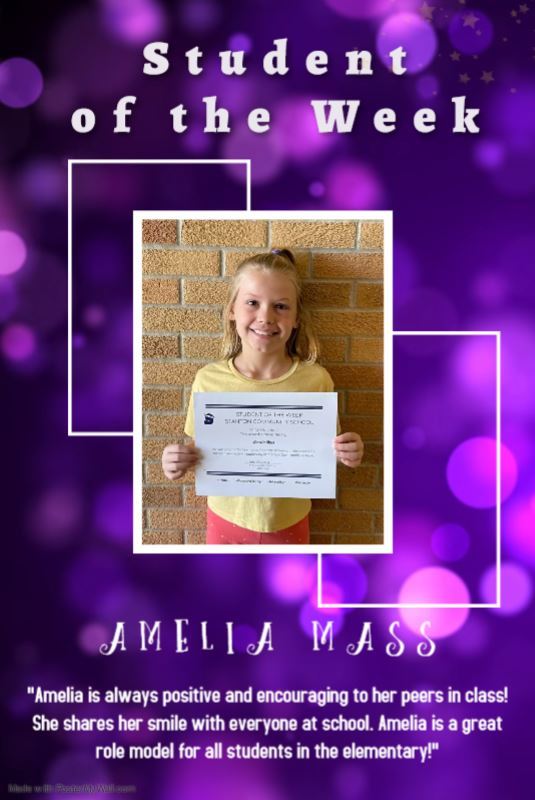 Student
of the Week
STUDENT OF THE WEEK
STANTON COMMUNITY SCHOOL
AMELIA MASS
"Amelia is always positive and encouraging to her peers in class!
She shares her smile with everyone at school. Amelia is a great
role model for all students in the elementary!"
Made with PosterMyWall.com